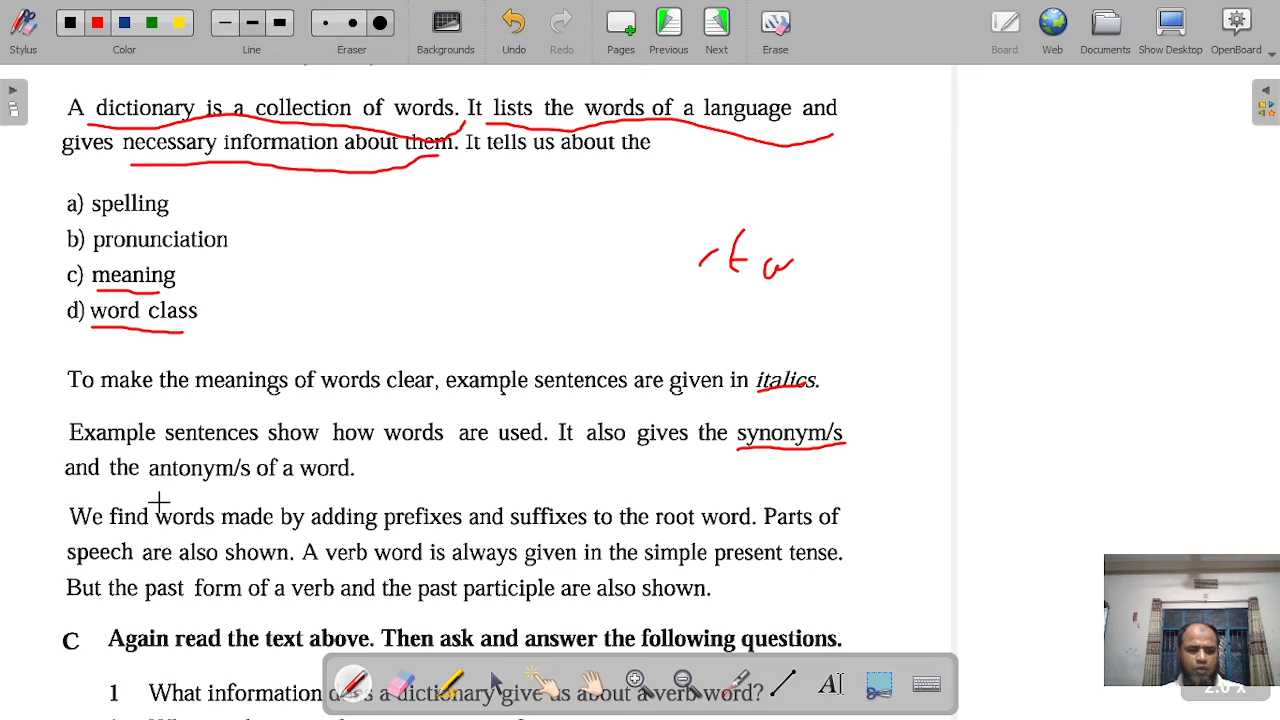 Stylus Color Line Eraser Backgrounds Undo Redo Pages Previous Next Erase Board Web Documents Show Desktop OpenBoard
A dictionary is a collection of words. It lists the words of a language and
gives necessary information about them. It tells us about the
a) spelling
b) pronunciation
c) meaning
d) word class
To make the meanings of words clear, example sentences are given in italics.
Example sentences show how words are used. It also gives the synonym/s
and the antonym/s of a word.
We find words made by adding prefixes and suffixes to the root word. Parts of
speech are also shown. A verb word is always given in the simple present tense.
But the past form of a verb and the past participle are also shown.
C Again read the text above. Then ask and answer the following questions.
1 What information does a dictionary give us about a verb word?
2.0 x